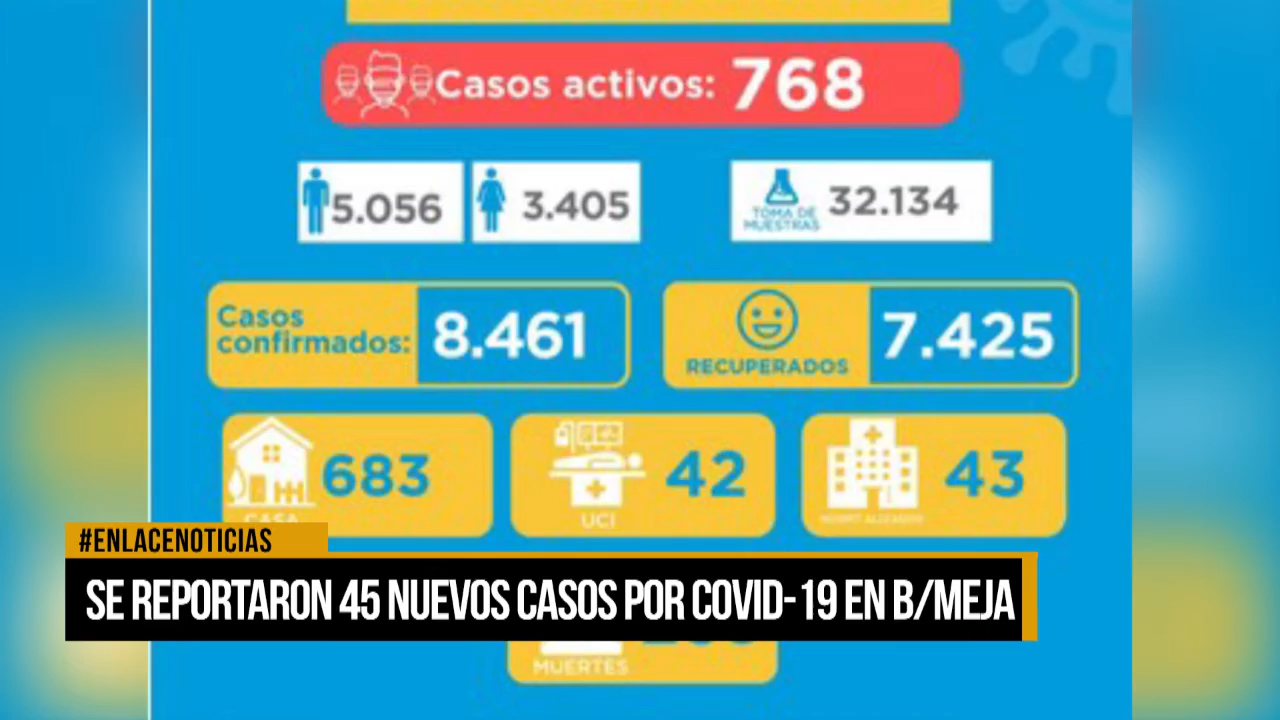 Casos activos: 768
5.056
3.405
TOMA DE
MUESTRAS
32.134
Casos
confirmados:
8.461
RECUPERADOS
7.425
683
CASA
42
UCI
43
#ENLACENOTICIAS
SE REPORTARON 45 NUEVOS CASOS POR COVID-19 EN B/MEJA
MUERTES